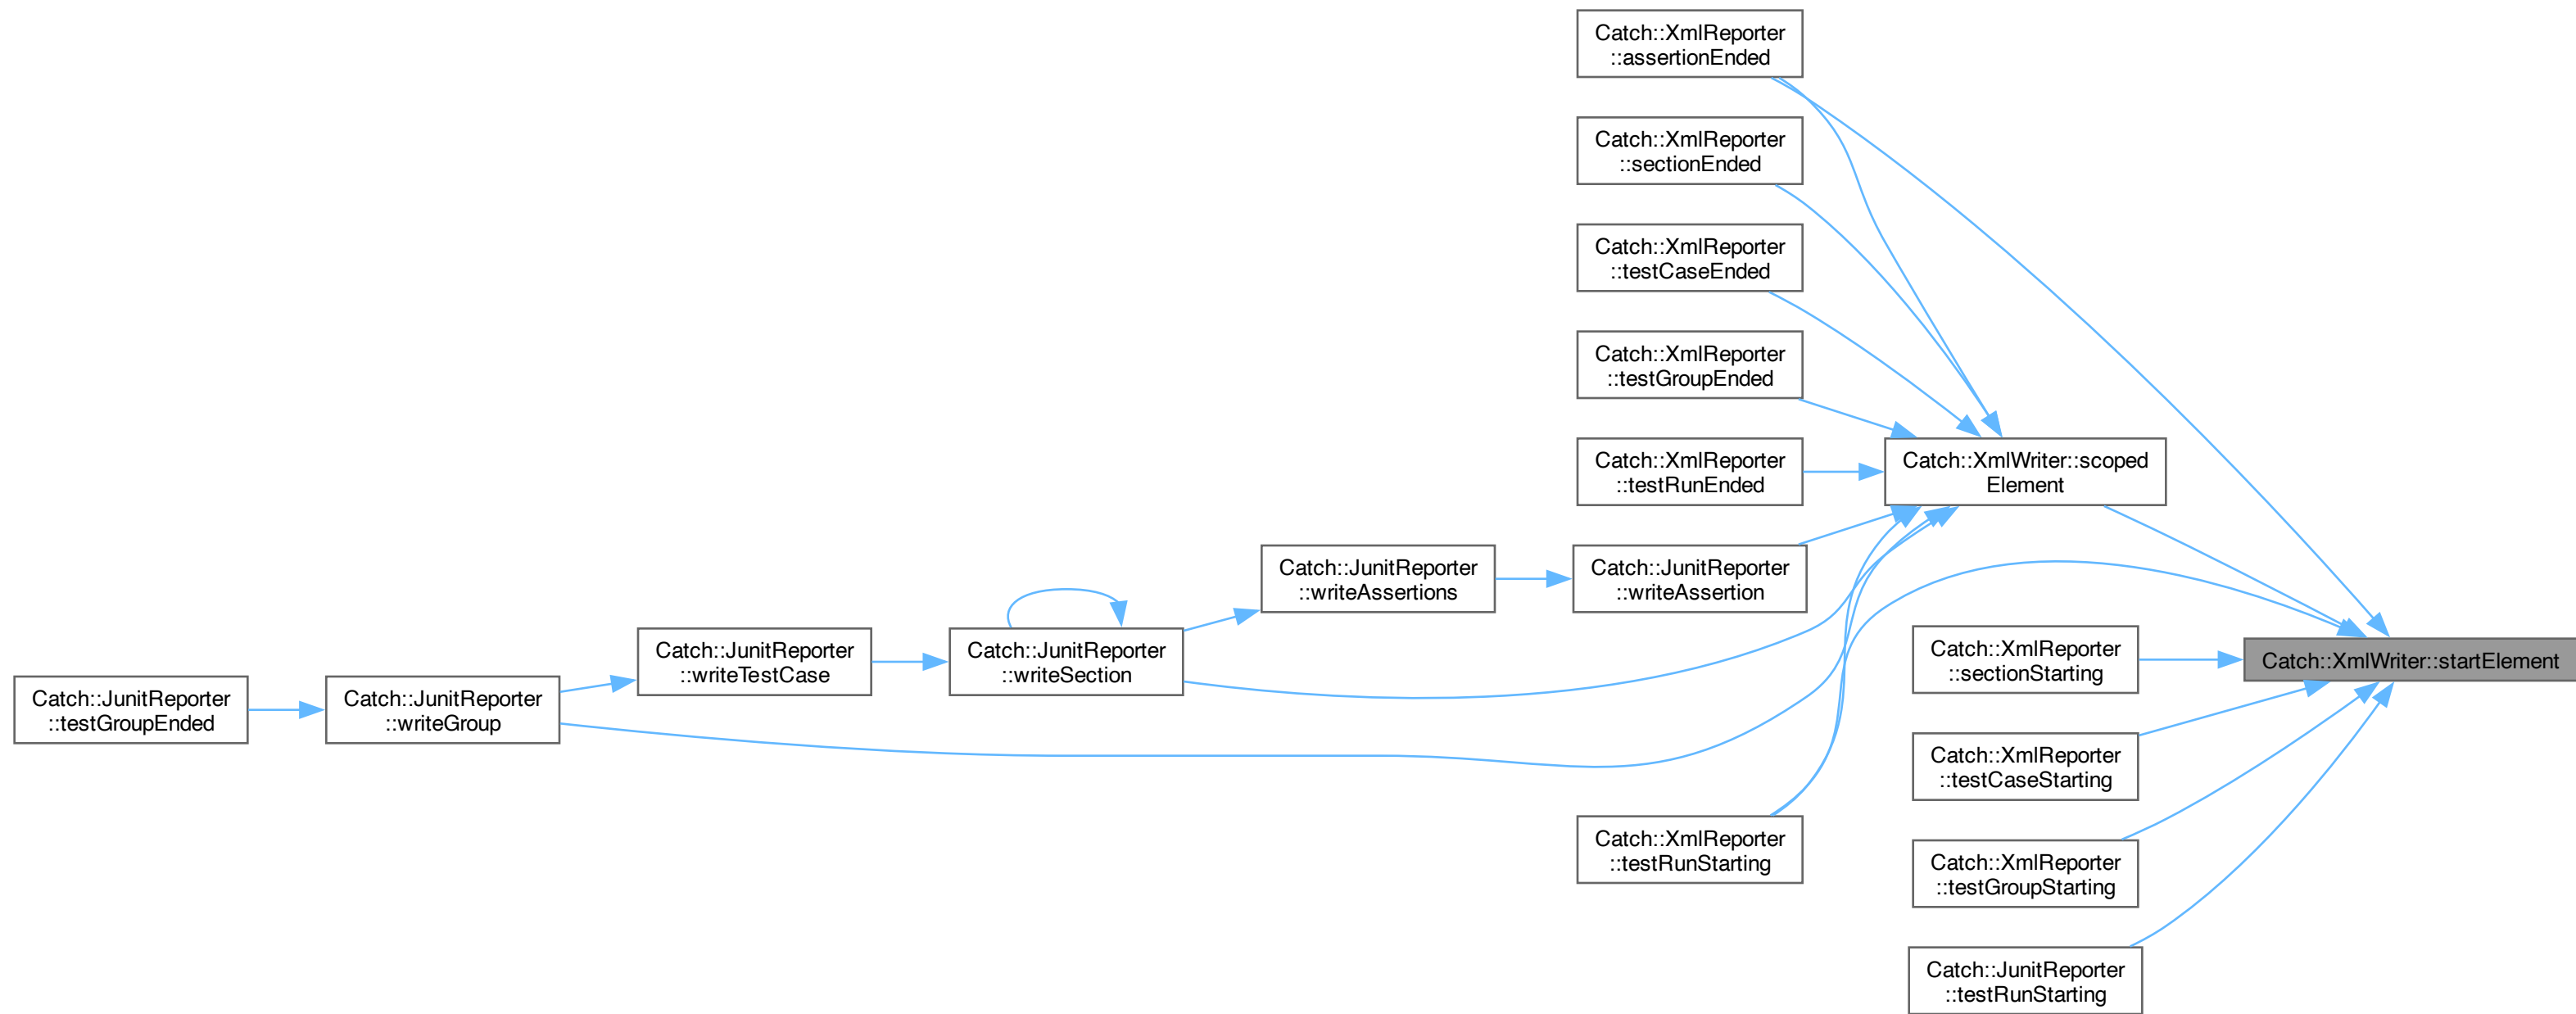 Catch::XmlReporter
::assertionEnded
Catch::XmlReporter
::sectionEnded
Catch::XmlReporter
::testCaseEnded
Catch::XmlReporter
::testGroupEnded
Catch::XmlReporter
::testRunEnded
Catch::XmlWriter::scoped
Element
Catch::JunitReporter
::writeAssertions
Catch::JunitReporter
::writeAssertion
Catch::JunitReporter
::testGroupEnded
Catch::JunitReporter
::writeGroup
Catch::JunitReporter
::writeTestCase
Catch::JunitReporter
::writeSection
Catch::XmlReporter
::sectionStarting
Catch::XmlWriter::startElement
Catch::XmlReporter
::testCaseStarting
Catch::XmlReporter
::testRunStarting
Catch::XmlReporter
::testGroupStarting
Catch::JunitReporter
::testRunStarting